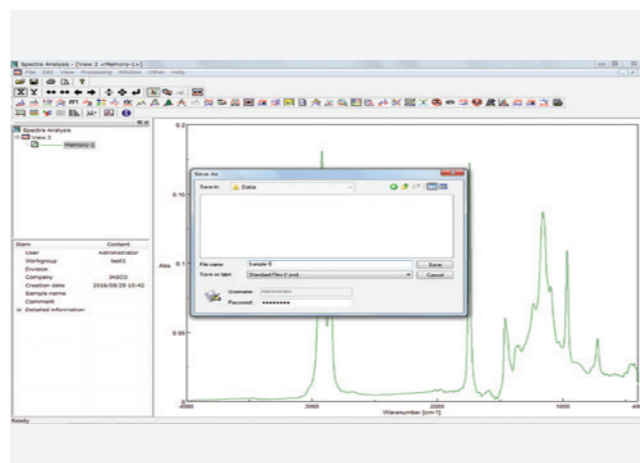 Spectra Analysis - [View 2 <Memory-1>]
File Edit View Processing Window Other Help
Spectra Analysis
View 2
Memory-1
Item Content
User Administrator
Workgroup test1
Division
Company JASCO
Creation date 2016/08/25 10:42
Sample name
Comment
Detailed Information
Save As
Save in: Data
File name: Sample-1
Save as type: Standard Files (*.jws)
Save
Cancel
Username: Administrator
Password:
0.2
0.15
Abs 0.1
0.05
4000 3000 2000 1000 400
Wavenumber [cm-1]
Ready